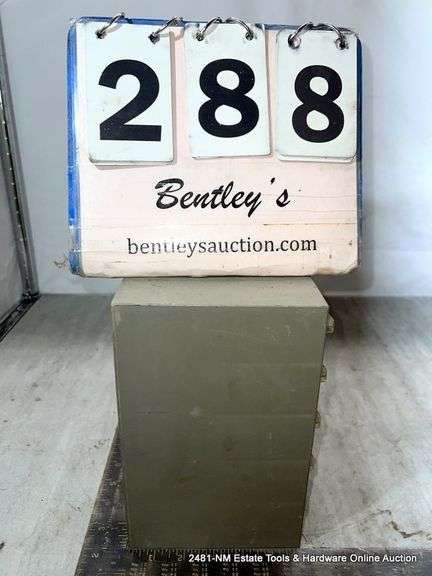 288
Bentley's
bentleysauction.com
2481-NM Estate Tools & Hardware Online Auction